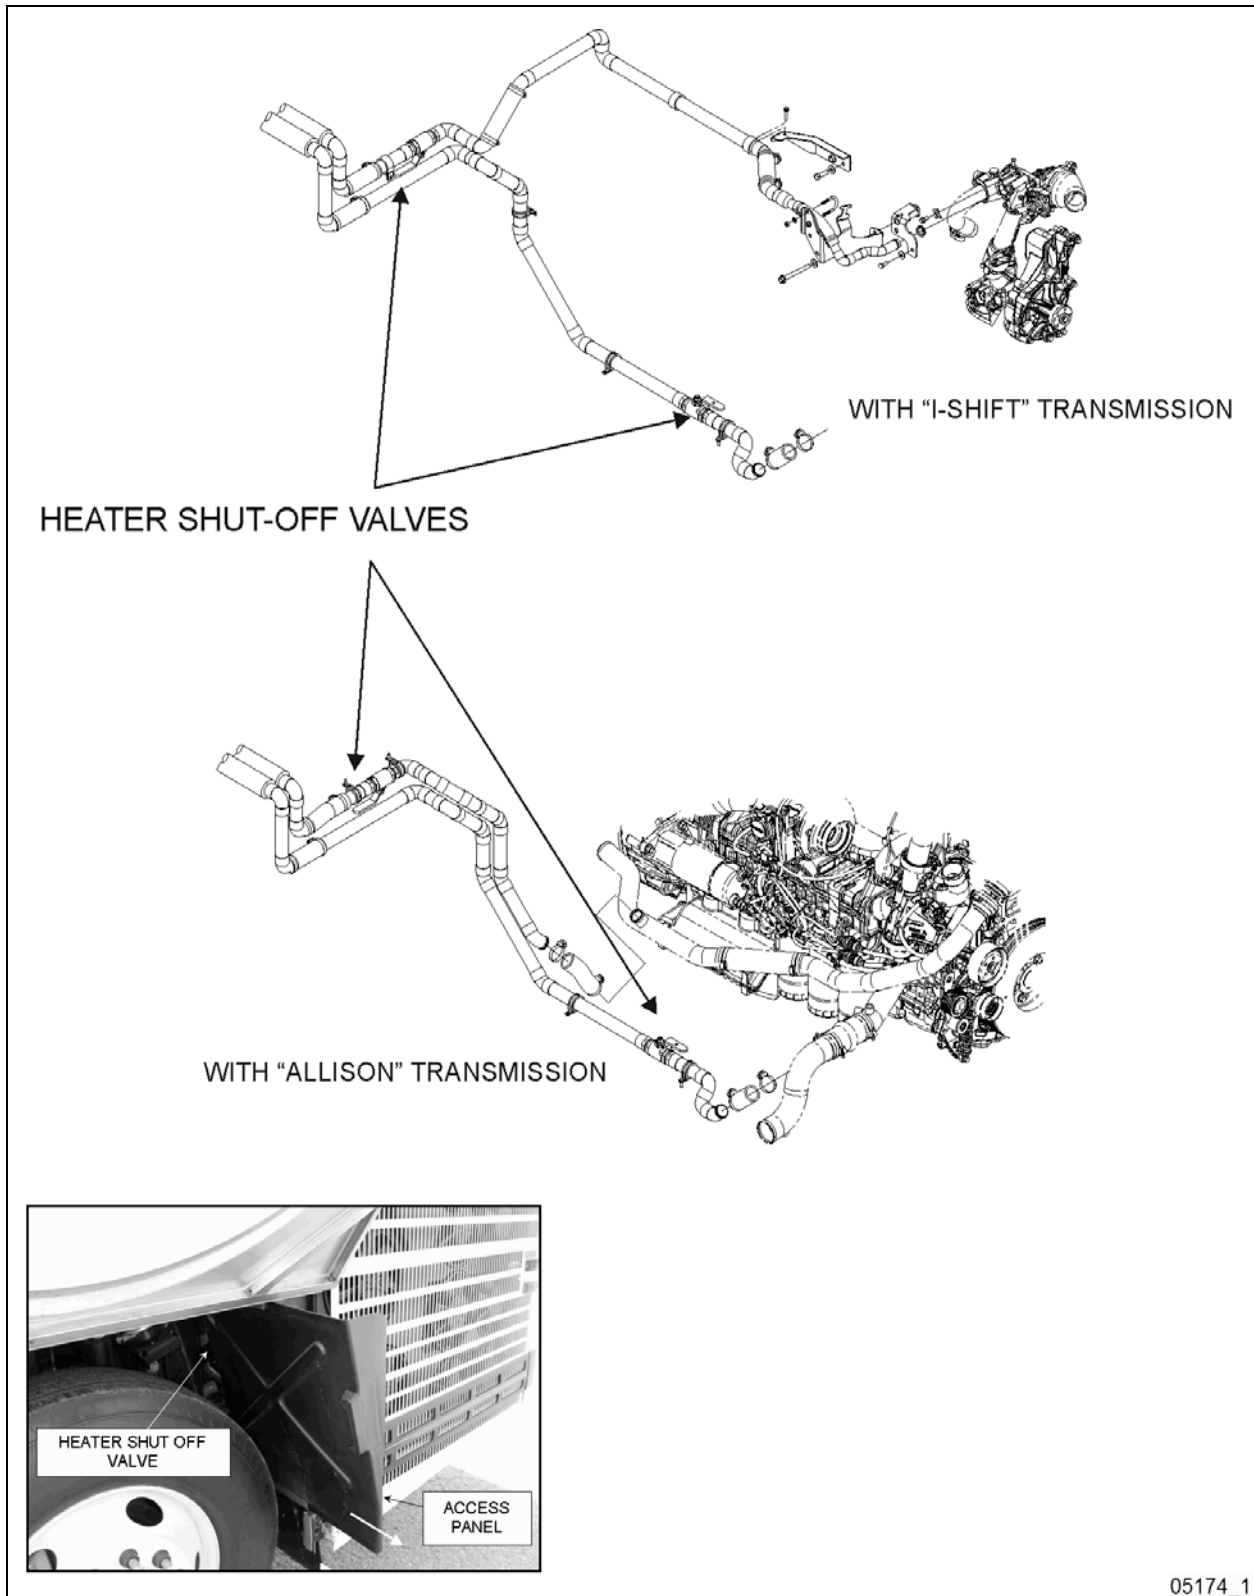 WITH “I-SHIFT” TRANSMISSION
HEATER SHUT-OFF VALVES
WITH “ALLISON” TRANSMISSION
HEATER SHUT OFF
VALVE
ACCESS
PANEL
05174_1